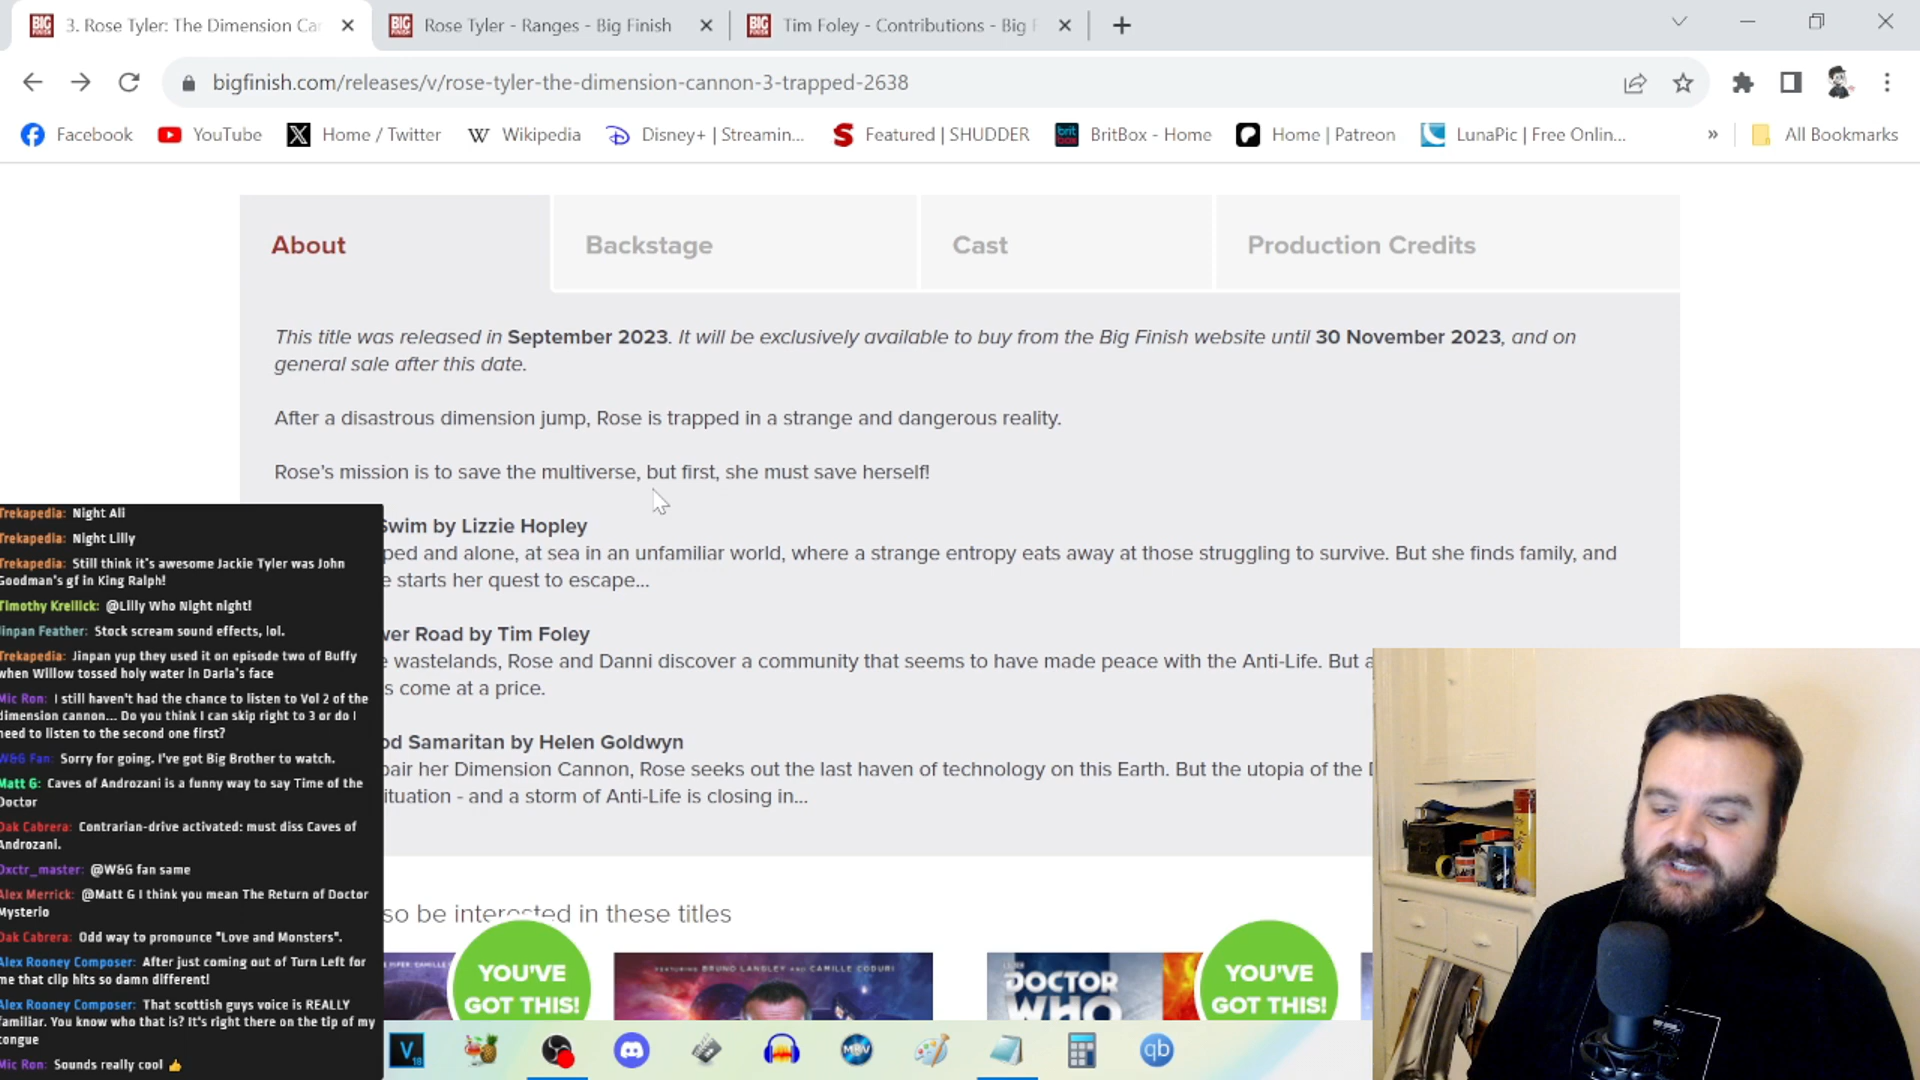 3. Rose Tyler: The Dimension Ca
Rose Tyler - Ranges - Big Finish
Tim Foley - Contributions - Big F
bigfinish.com/releases/v/rose-tyler-the-dimension-cannon-3-trapped-2638
Facebook
YouTube
Home / Twitter
Wikipedia
Disney+ | Streamin...
Featured | SHUDDER
BritBox - Home
Home | Patreon
LunaPic | Free Onlin...
»
All Bookmarks
About
Backstage
Cast
Production Credits
This title was released in September 2023. It will be exclusively available to buy from the Big Finish website until 30 November 2023, and on
general sale after this date.
After a disastrous dimension jump, Rose is trapped in a strange and dangerous reality.
Rose's mission is to save the multiverse, but first, she must save herself!
Swim by Lizzie Hopley
ped and alone, at sea in an unfamiliar world, where a strange entropy eats away at those struggling to survive. But she finds family, and
e starts her quest to escape...
ver Road by Tim Foley
e wastelands, Rose and Danni discover a community that seems to have made peace with the Anti-Life. But a
s come at a price.
od Samaritan by Helen Goldwyn
pair her Dimension Cannon, Rose seeks out the last haven of technology on this Earth. But the utopia of the D
ituation - and a storm of Anti-Life is closing in...
so be interested in these titles
YOU'VE
GOT THIS!
FEATURING BRUNO LANGLEY AND CAMILLE CODURI
DOCTOR
WHO
YOU'VE
GOT THIS!
Trekapedia: Night Ali
Trekapedia: Night Lilly
Trekapedia: Still think it's awesome Jackie Tyler was John
Goodman's gf in King Ralph!
Timothy Krellick: @Lilly Who Night night!
Jinpan Feather: Stock scream sound effects, lol.
Trekapedia: Jinpan yup they used it on episode two of Buffy
when Willow tossed holy water in Darla's face
Mic Ron: I still haven't had the chance to listen to Vol 2 of the
dimension cannon... Do you think I can skip right to 3 or do I
need to listen to the second one first?
W&G Fan: Sorry for going. I've got Big Brother to watch.
Matt G: Caves of Androzani is a funny way to say Time of the
Doctor
Dak Cabrera: Contrarian-drive activated: must diss Caves of
Androzani.
Dxctr_master: @W&G fan same
Alex Merrick: @Matt G I think you mean The Return of Doctor
Mysterio
Dak Cabrera: Odd way to pronounce "Love and Monsters".
Alex Rooney Composer: After just coming out of Turn Left for
me that clip hits so damn different!
Alex Rooney Composer: That scottish guys voice is REALLY
familiar. You know who that is? It's right there on the tip of my
tongue
Mic Ron: Sounds really cool 👍
V
18
qb